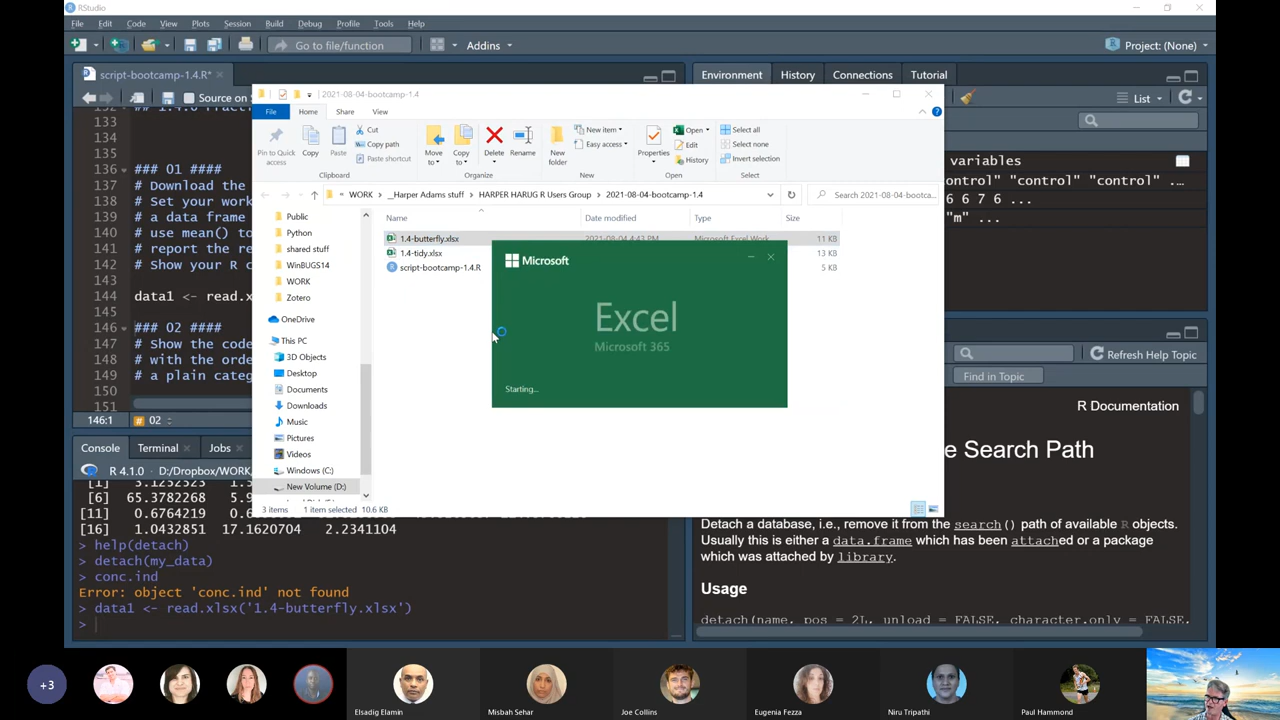 RStudio
File Edit Code View Plots Session Build Debug Profile Tools Help
Go to file/function Addins Project: (None)
script-bootcamp-1.4.R*
Source on
133
134
135
136 ### O1 ####
137 # Download the
138 # Set your work
139 # a data frame
140 # use mean() to
141 # report the re
142 # Show your R c
143
144 data1 <- read.x
145
146 ### O2 ####
147 # Show the code
148 # with the orde
149 # a plain categ
150
151
146:1 02
Console Terminal Jobs
R 4.1.0 · D:/Dropbox/WORK/
[1] 3.1252523 1.5
[6] 65.3782268 5.9
[11] 0.6764219
[16] 1.0432851 17.1620704 2.2341104
> help(detach)
> detach(my_data)
> conc.ind
Error: object 'conc.ind' not found
> data1 <- read.xlsx('1.4-butterfly.xlsx')
>
2021-08-04-bootcamp-1.4
File Home Share View
Pin to Quick access
Copy
Paste
Cut
Copy path
Paste shortcut
Clipboard
Move to
Copy to
Delete
Rename
Organize
New folder
New item
Easy access
New
Properties
Open
Edit
History
Open
Select all
Select none
Invert selection
Select
« WORK > __Harper Adams stuff > HARPER HARUG R Users Group > 2021-08-04-bootcamp-1.4
Search 2021-08-04-bootca...
Name Date modified Type Size
1.4-butterfly.xlsx 2021-08-04 4:43 PM Microsoft Excel Work... 11 KB
1.4-tidy.xlsx 13 KB
script-bootcamp-1.4.R 5 KB
Public
Python
shared stuff
WinBUGS14
WORK
Zotero
OneDrive
This PC
3D Objects
Desktop
Documents
Downloads
Music
Pictures
Videos
Windows (C:)
New Volume (D:)
3 items 1 item selected 10.6 KB
Microsoft
Excel
Microsoft 365
Starting...
Environment History Connections Tutorial
List
variables
ontrol" "control" "control" ...
6 6 7 6 ...
"m" ...
Refresh Help Topic
Find in Topic
R Documentation
e Search Path
Detach a database, i.e., remove it from the search() path of available R objects.
Usually this is either a data.frame which has been attached or a package
which was attached by library.
Usage
detach(name, pos = 2L, unload = FALSE, character.only = FALSE,
+3
Elsadig Elamin
Misbah Sehar
Joe Collins
Eugenia Fezza
Niru Tripathi
Paul Hammond